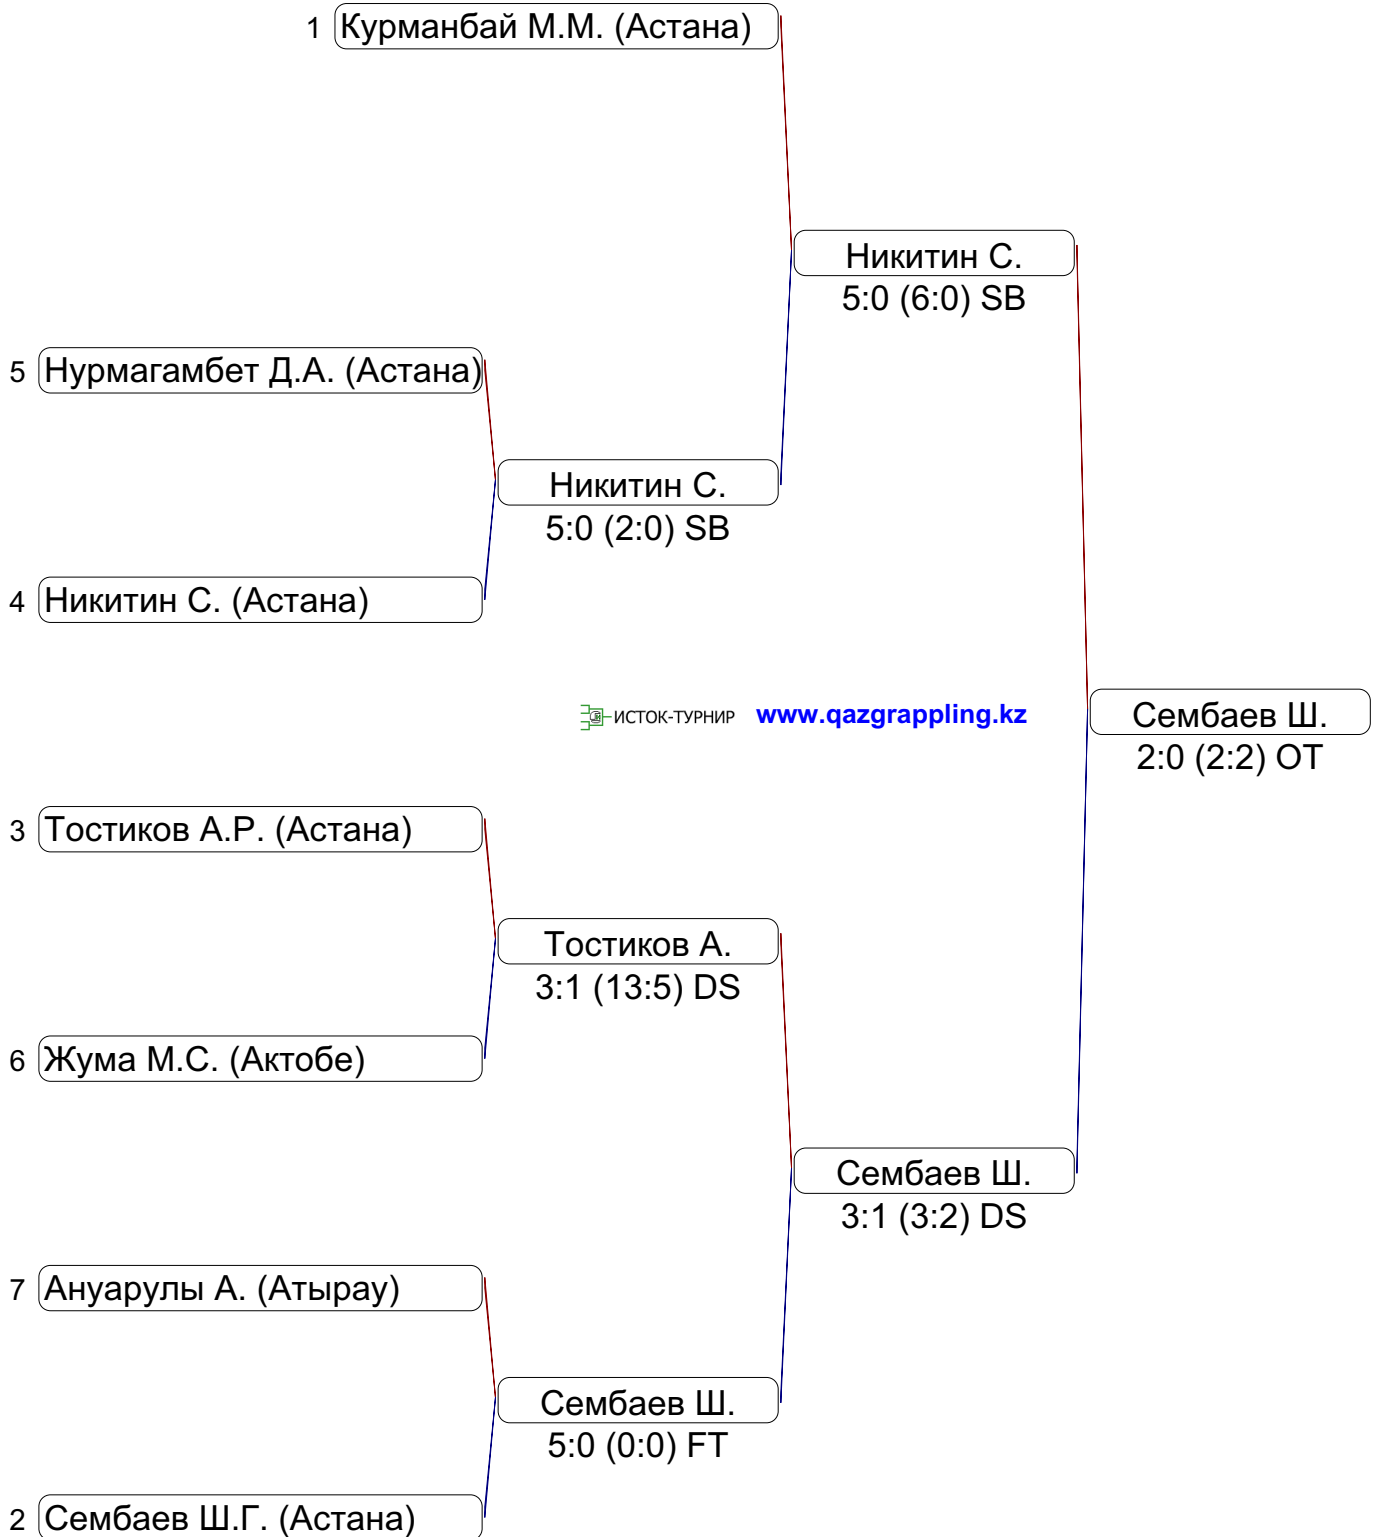 1 Курманбай М.М. (Астана)
Никитин С.
5:0 (6:0) SB
5 Нурмагамбет Д.А. (Астана)
Никитин С.
5:0 (2:0) SB
4 Никитин С. (Астана)
ИСТОК-ТУРНИР www.qazgrappling.kz
Сембаев Ш.
2:0 (2:2) OT
3 Тостиков А.Р. (Астана)
Тостиков А.
3:1 (13:5) DS
6 Жума М.С. (Актобе)
Сембаев Ш.
3:1 (3:2) DS
7 Ануарулы А. (Атырау)
Сембаев Ш.
5:0 (0:0) FT
2 Сембаев Ш.Г. (Астана)